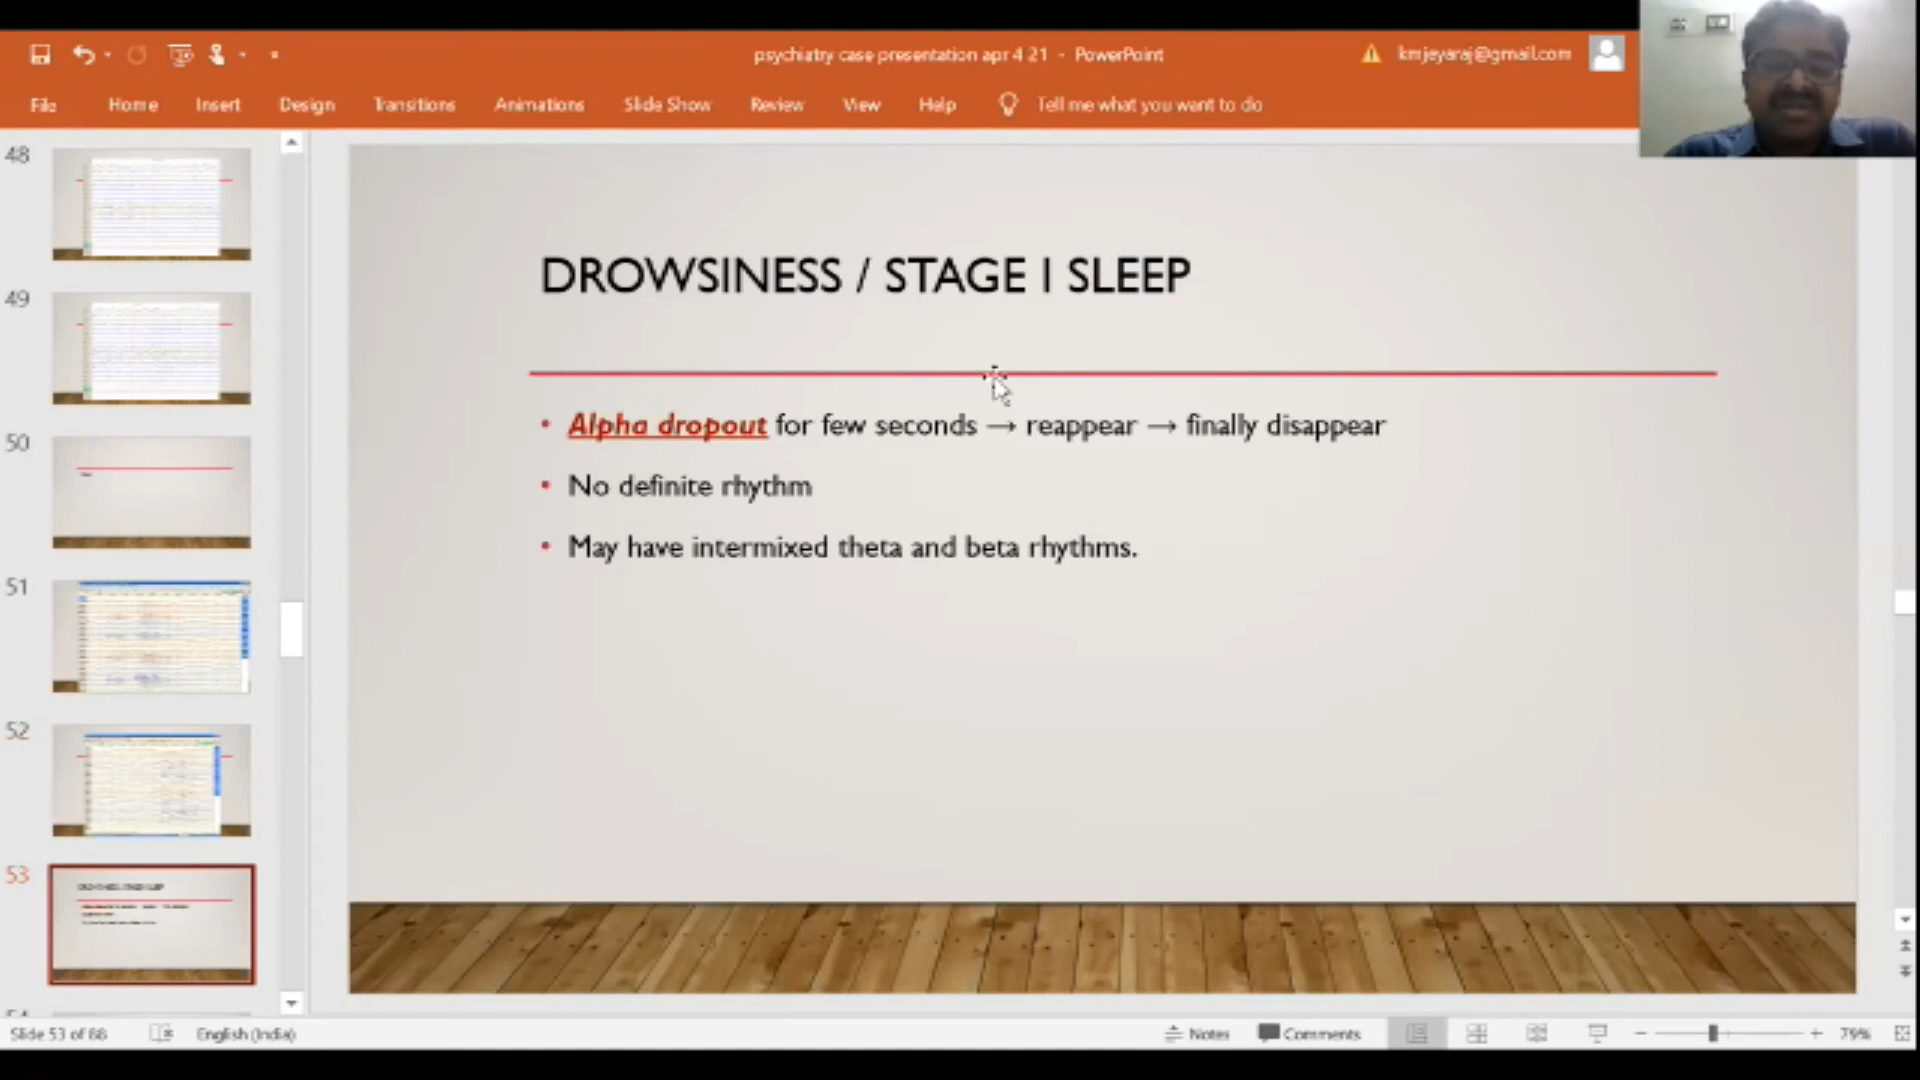 psychiatry case presentation apr 4 21 - PowerPoint
kmjayaraj@gmail.com
File Home Insert Design Transitions Animations Slide Show Review View Help Tell me what you want to do
48
49
50
51
52
53
DROWSINESS / STAGE I SLEEP
• Alpha dropout for few seconds → reappear → finally disappear
• No definite rhythm
• May have intermixed theta and beta rhythms.
Slide 53 of 88 English (India) Notes Comments 79%